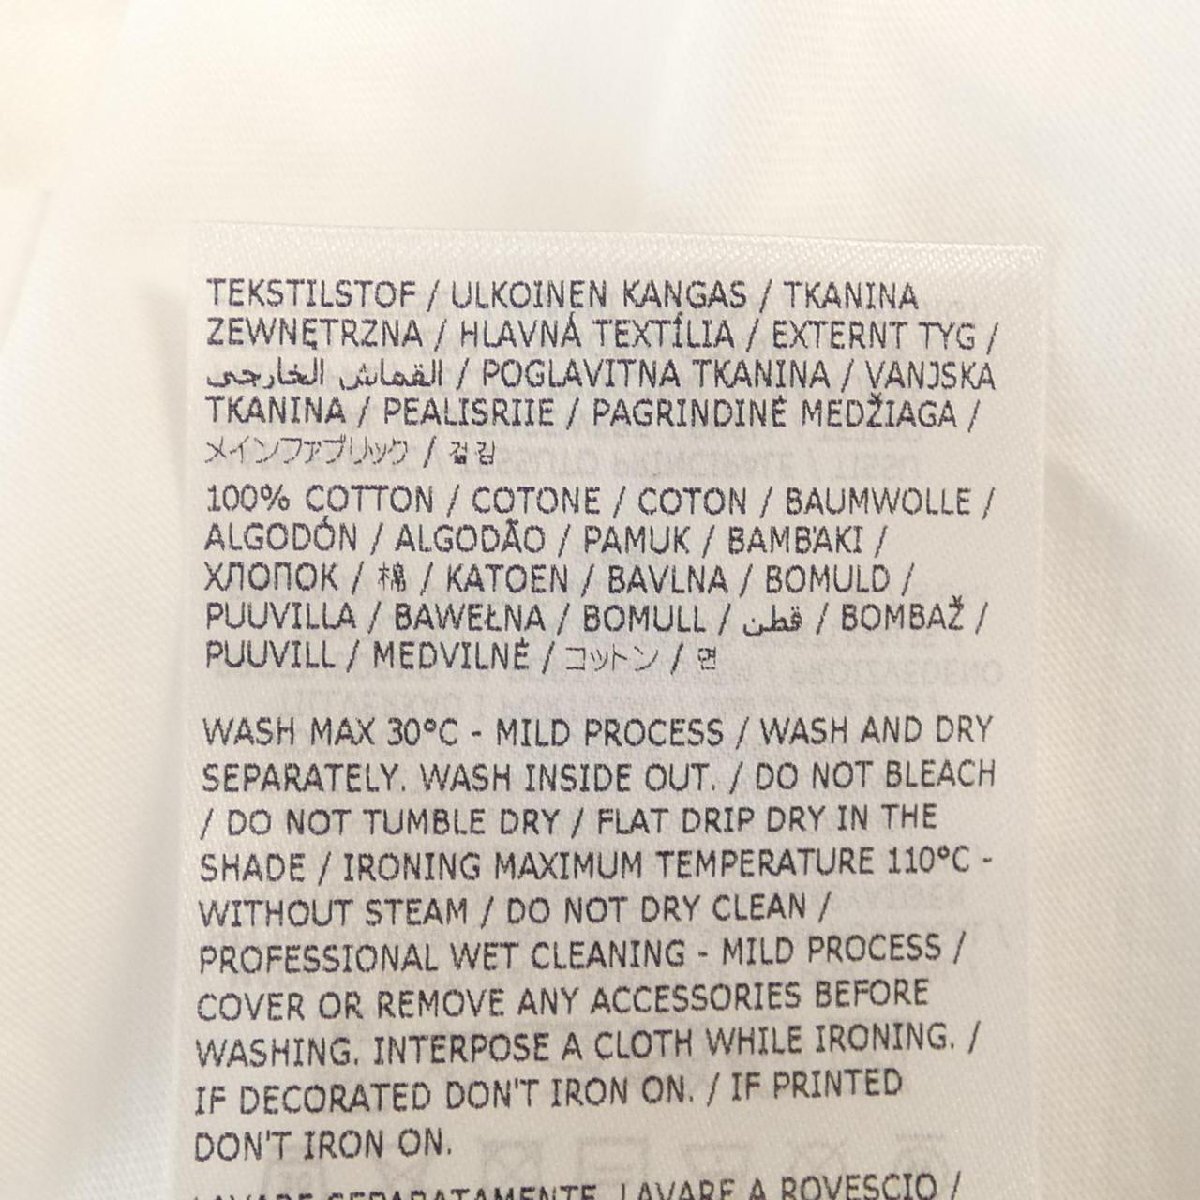 TEKSTILSTOF / ULKOINEN KANGAS / TKANINA
ZEWNĘTRZNA / HLAVNÁ TEXTÍLIA / EXTERNT TYG /
القماش الخارجي / POGLAVITNA TKANINA / VANJSKA
TKANINA / PEALISRIIE / PAGRINDINĖ MEDŽIAGA /
メインファブリック / 겉감
100% COTTON / COTONE / COTON / BAUMWOLLE /
ALGODÓN / ALGODÃO / PAMUK / BAMBAKI /
ХЛОПОК / 棉 / KATOEN / BAVLNA / BOMULD /
PUUVILLA / BAWEŁNA / BOMULL / قطن / BOMBAŽ /
PUUVILL / MEDVILNĖ / コットン / 면
WASH MAX 30°C - MILD PROCESS / WASH AND DRY
SEPARATELY. WASH INSIDE OUT. / DO NOT BLEACH
/ DO NOT TUMBLE DRY / FLAT DRIP DRY IN THE
SHADE / IRONING MAXIMUM TEMPERATURE 110°C -
WITHOUT STEAM / DO NOT DRY CLEAN /
PROFESSIONAL WET CLEANING - MILD PROCESS /
COVER OR REMOVE ANY ACCESSORIES BEFORE
WASHING. INTERPOSE A CLOTH WHILE IRONING. /
IF DECORATED DON'T IRON ON. / IF PRINTED
DON'T IRON ON.
LAVARE SEPARATAMENTE. LAVARE A ROVESCIO /